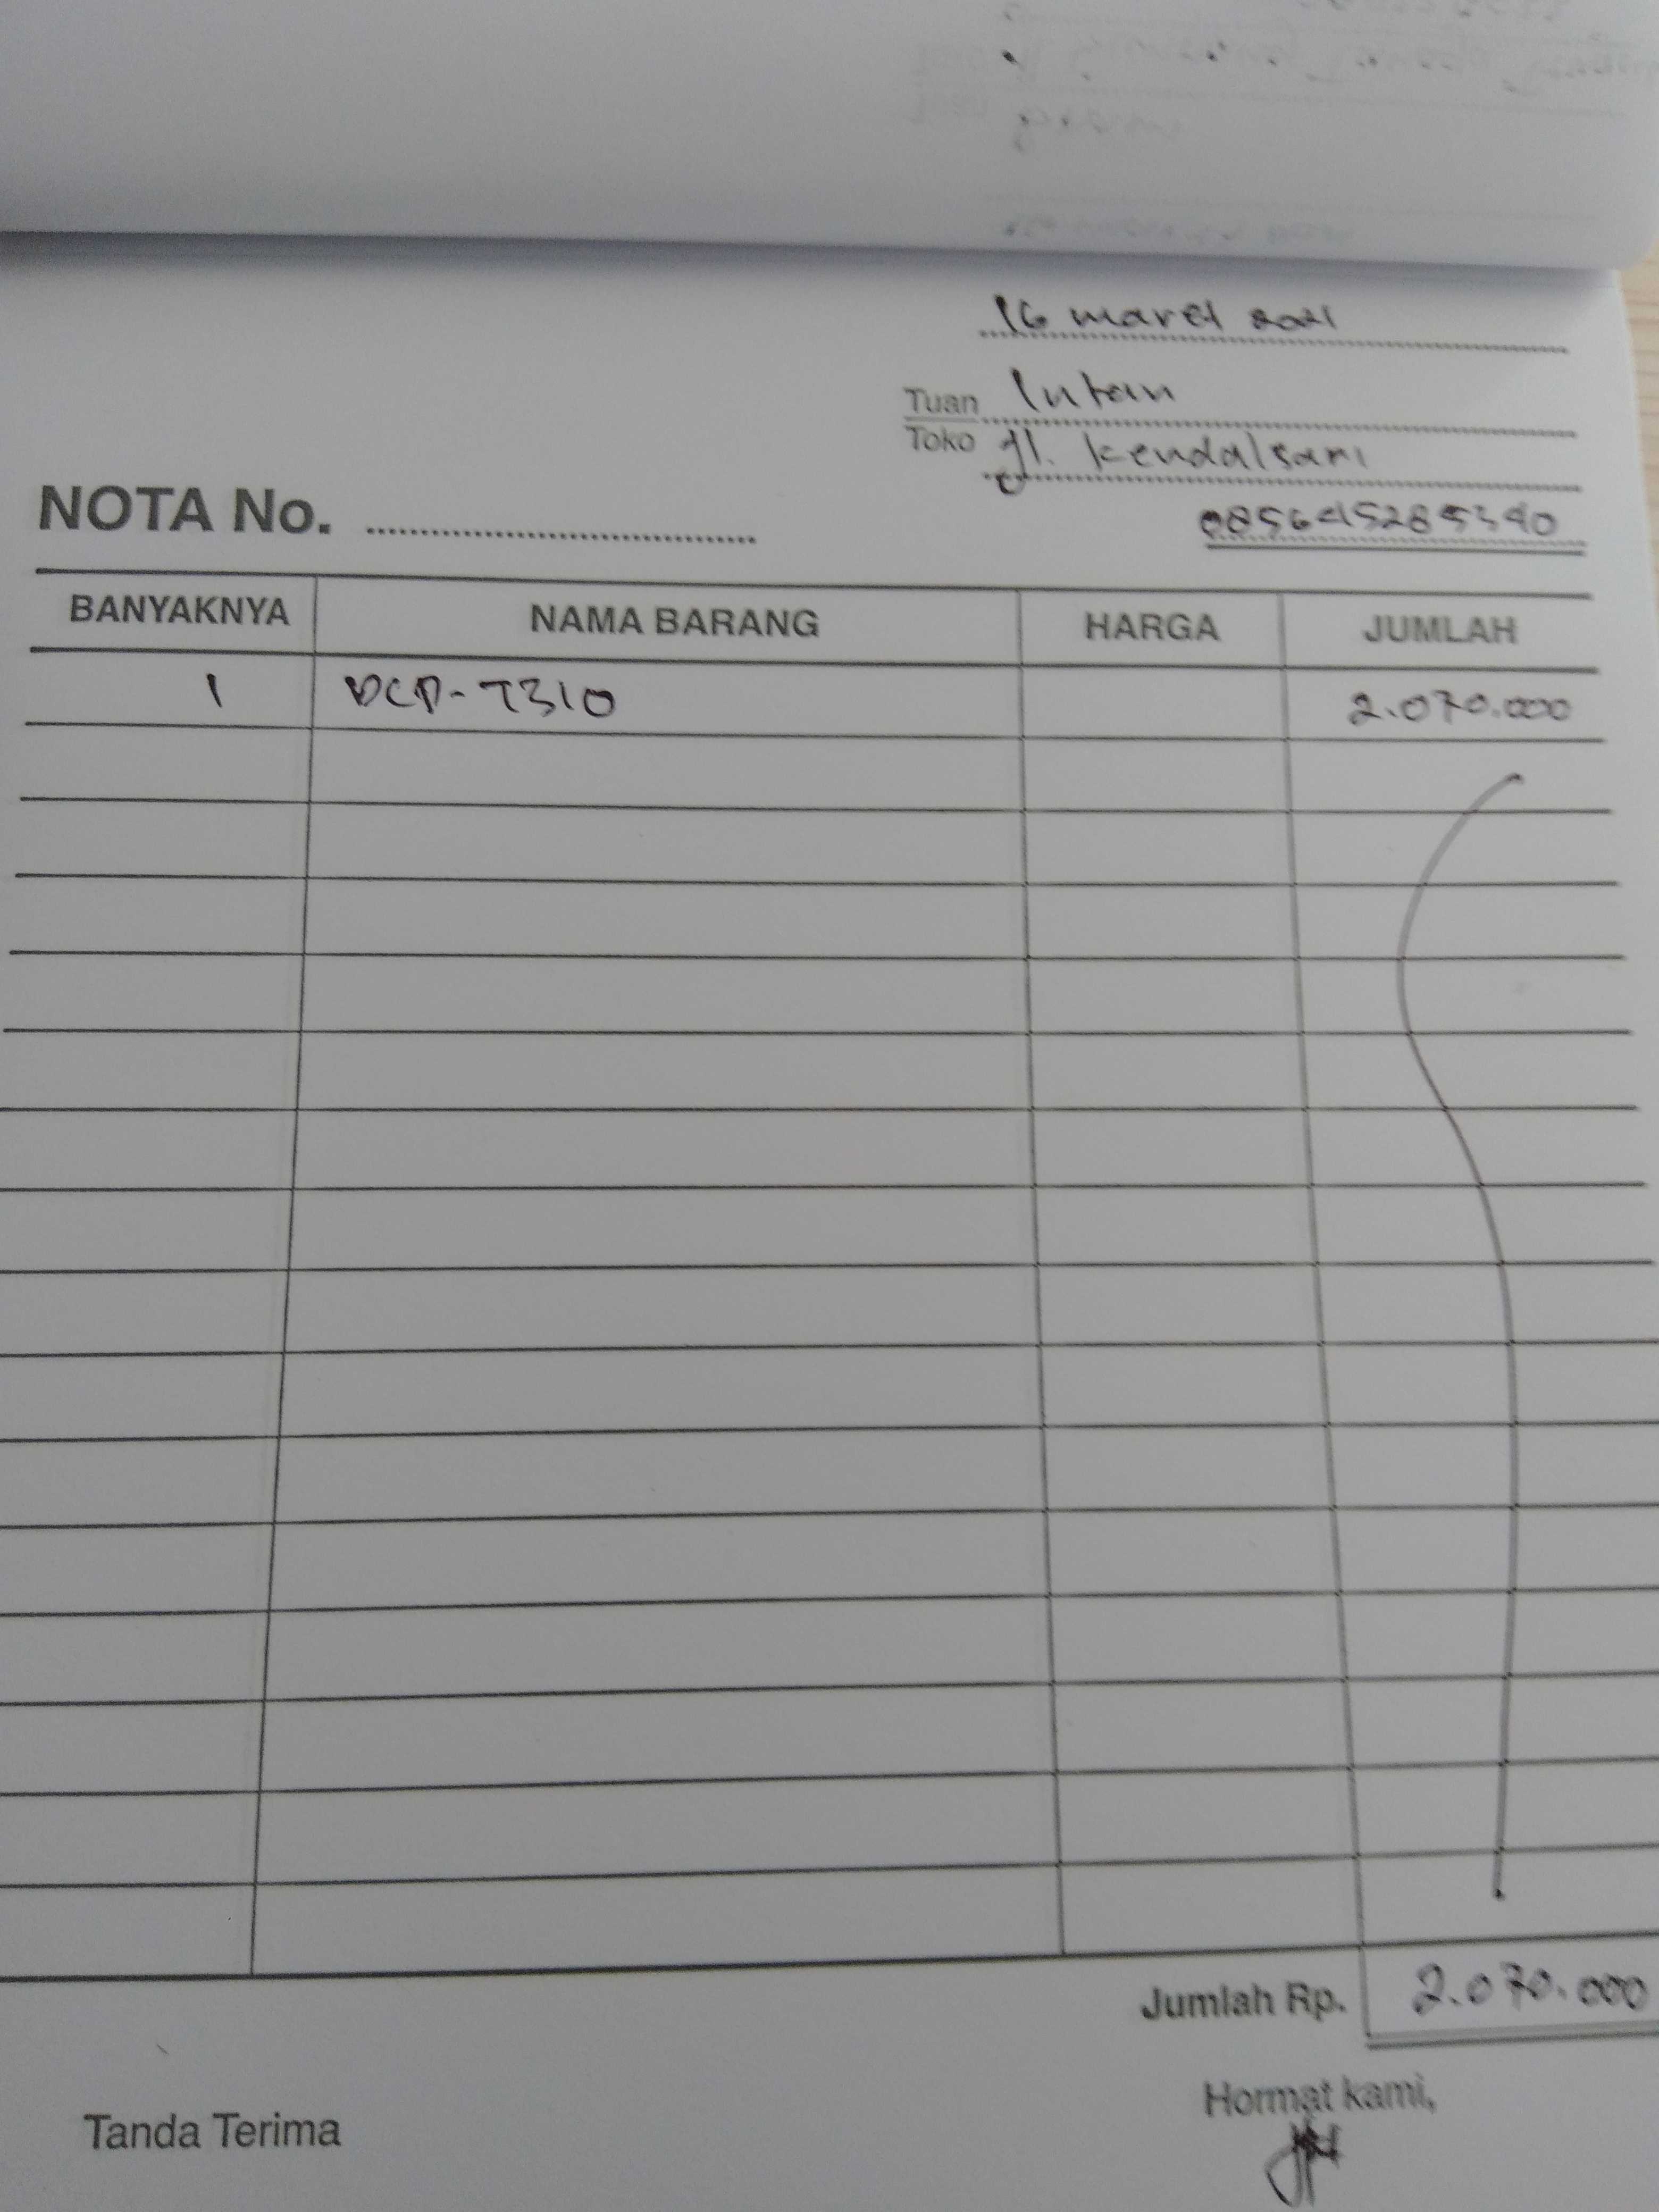 16 maret 2021
Tuan Intan
Toko Jl. Kendalsari
NOTA No.
BANYAKNYA NAMA BARANG HARGA JUMLAH
1 DCP-T310 2.070.000
Jumlah Rp. 2.070.000
Tanda Terima Hormat kami,